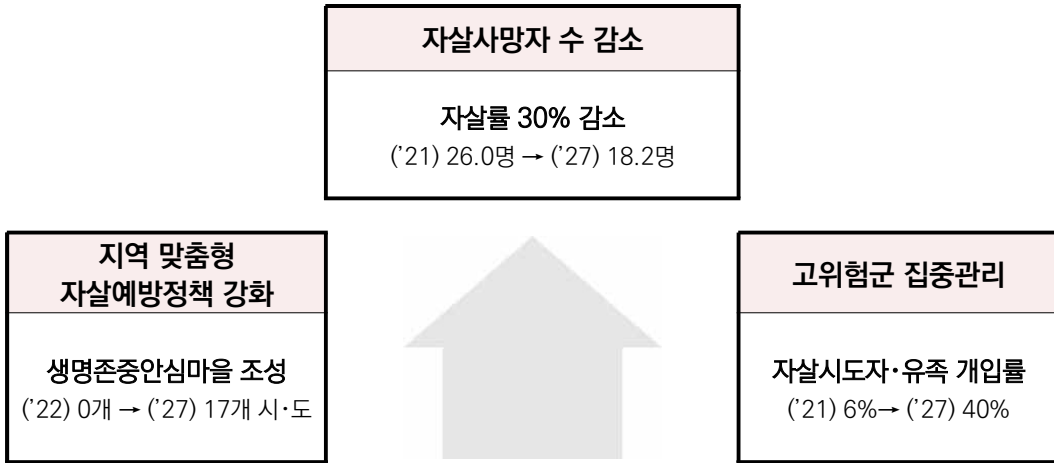 자살사망자 수 감소
자살률 30% 감소
(’21) 26.0명 → (’27) 18.2명
지역 맞춤형
자살예방정책 강화
생명존중안심마을 조성
(’22) 0개 → (’27) 17개 시·도
고위험군 집중관리
자살시도자·유족 개입률
(’21) 6%→ (’27) 40%